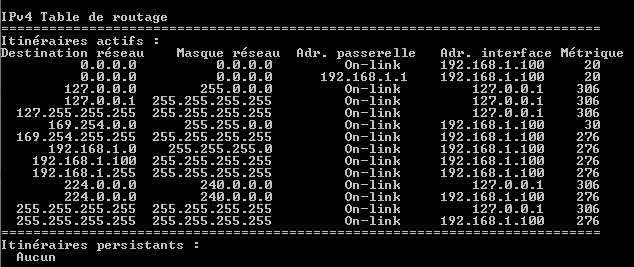 IPv4 Table de routage
===========================================================================
Itinéraires actifs :
Destination réseau    Masque réseau  Adr. passerelle   Adr. interface Métrique
0.0.0.0          0.0.0.0         On-link     192.168.1.100     20
0.0.0.0          0.0.0.0      192.168.1.1    192.168.1.100     20
127.0.0.0        255.0.0.0         On-link         127.0.0.1    306
127.0.0.1  255.255.255.255         On-link         127.0.0.1    306
127.255.255.255  255.255.255.255         On-link         127.0.0.1    306
169.254.0.0      255.255.0.0         On-link     192.168.1.100     30
169.254.255.255  255.255.255.255         On-link     192.168.1.100    276
192.168.1.0    255.255.255.0         On-link     192.168.1.100    276
192.168.1.100  255.255.255.255         On-link     192.168.1.100    276
192.168.1.255  255.255.255.255         On-link     192.168.1.100    276
224.0.0.0        240.0.0.0         On-link         127.0.0.1    306
224.0.0.0        240.0.0.0         On-link     192.168.1.100    276
255.255.255.255  255.255.255.255         On-link         127.0.0.1    306
255.255.255.255  255.255.255.255         On-link     192.168.1.100    276
===========================================================================
Itinéraires persistants :
Aucun